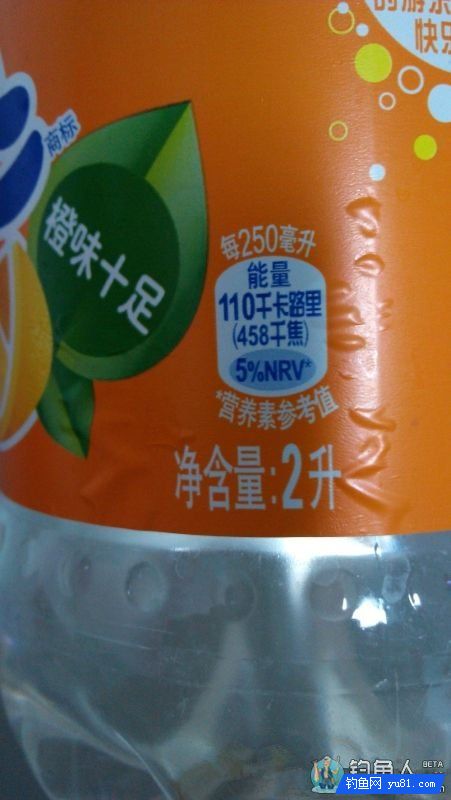 快乐
商标
橙味十足
每250毫升
能量
110千卡路里
(458千焦)
5%NRV*
*营养素参考值
净含量:2升
钓鱼人 BETA
钓鱼网 yu81.com